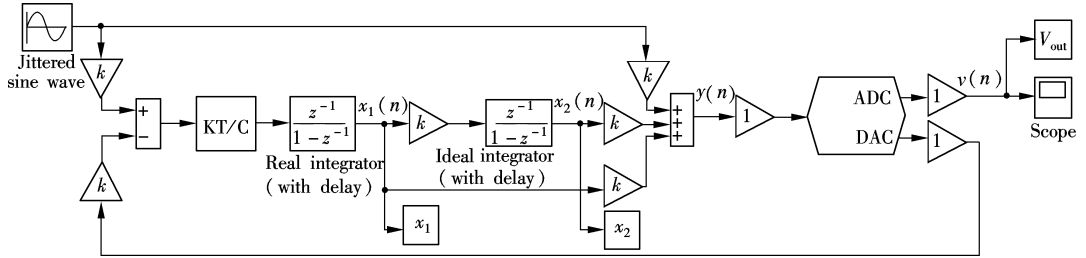 Jittered
sine wave
k
+
−
k
KT/C
z⁻¹
1−z⁻¹
Real integrator
(with delay)
x₁(n)
k
z⁻¹
1−z⁻¹
Ideal integrator
(with delay)
x₂(n)
k
k
k
+
+
+
y(n)
1
ADC
DAC
1
1
v(n)
Vout
Scope
x₁
x₂